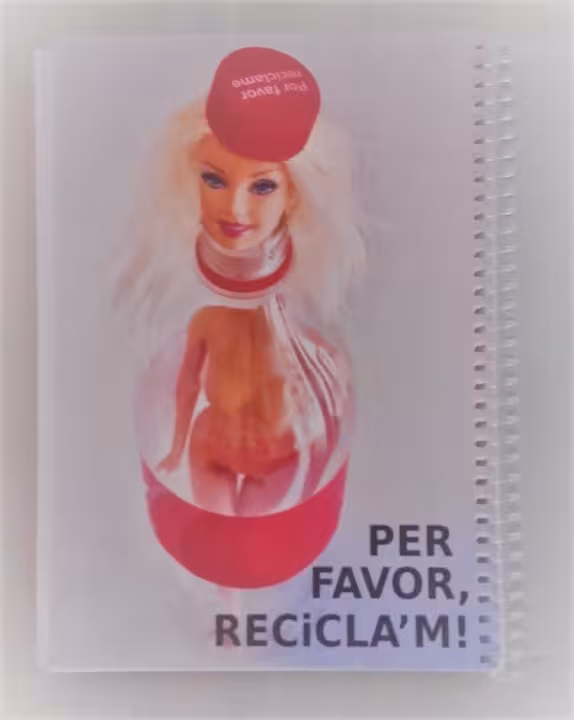 Por favor
reciclame
PER
FAVOR,
RECiCLA'M!